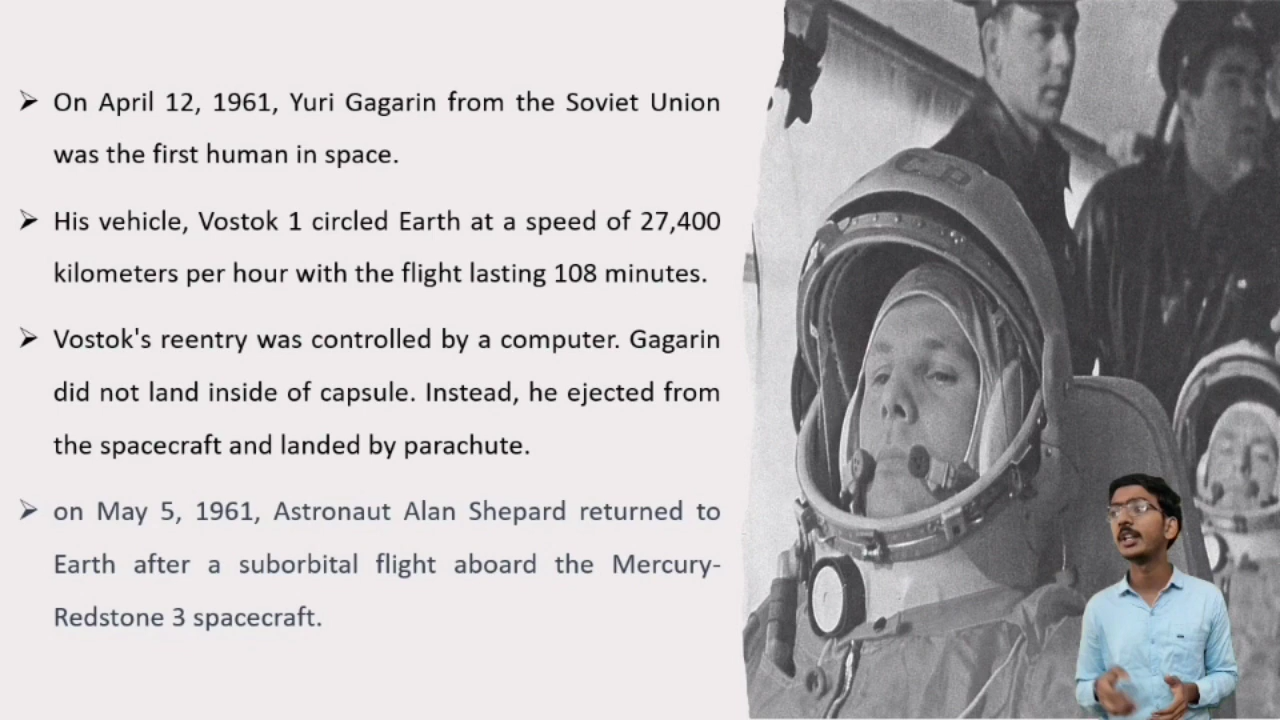 ➢ On April 12, 1961, Yuri Gagarin from the Soviet Union
was the first human in space.
➢ His vehicle, Vostok 1 circled Earth at a speed of 27,400
kilometers per hour with the flight lasting 108 minutes.
➢ Vostok's reentry was controlled by a computer. Gagarin
did not land inside of capsule. Instead, he ejected from
the spacecraft and landed by parachute.
➢ on May 5, 1961, Astronaut Alan Shepard returned to
Earth after a suborbital flight aboard the Mercury-
Redstone 3 spacecraft.